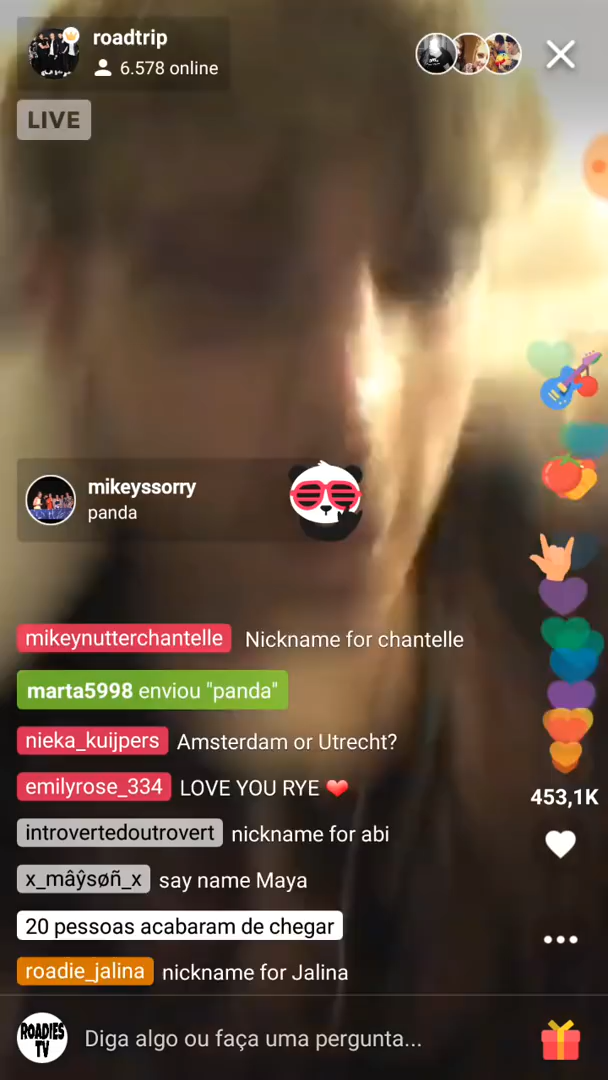 roadtrip
6.578 online
LIVE
mikeyssorry
panda
mikeynutterchantelle Nickname for chantelle
marta5998 enviou "panda"
nieka_kuijpers Amsterdam or Utrecht?
emilyrose_334 LOVE YOU RYE ❤
introvertedoutrovert nickname for abi
453,1K
x_mâŷsøñ_x say name Maya
20 pessoas acabaram de chegar
roadie_jalina nickname for Jalina
ROADIES
TV
Diga algo ou faça uma pergunta...